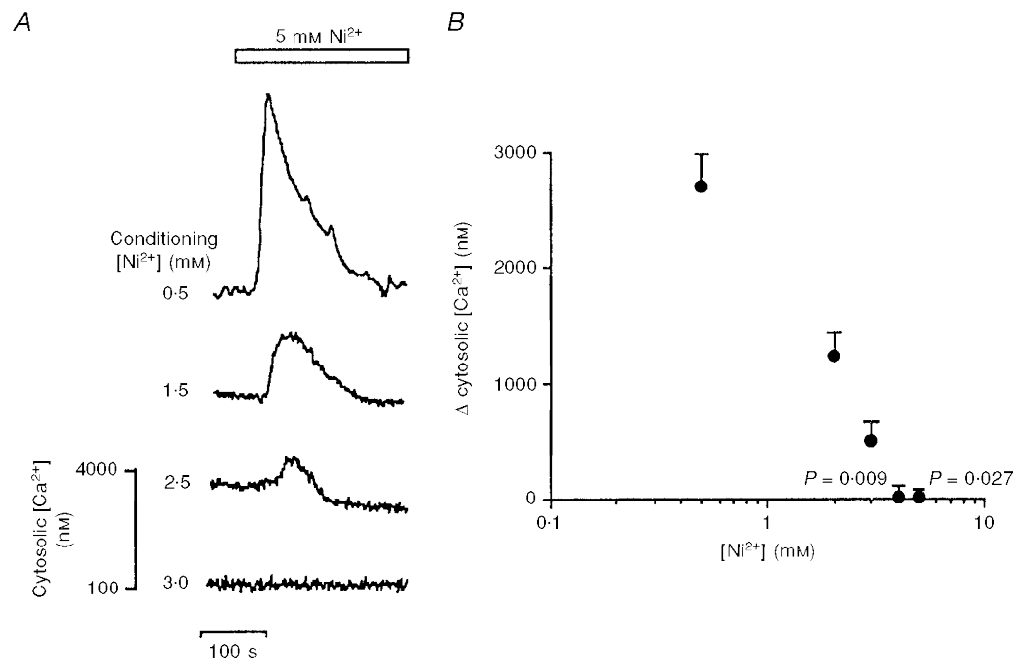 A
5 mM Ni²⁺
Conditioning
[Ni²⁺] (mM)
0·5
1·5
2·5
3·0
Cytosolic [Ca²⁺]
(nM)
4000
100
100 s
B
Δ cytosolic [Ca²⁺] (nM)
3000
2000
1000
0
P = 0·009
P = 0·027
0·1
1
10
[Ni²⁺] (mM)